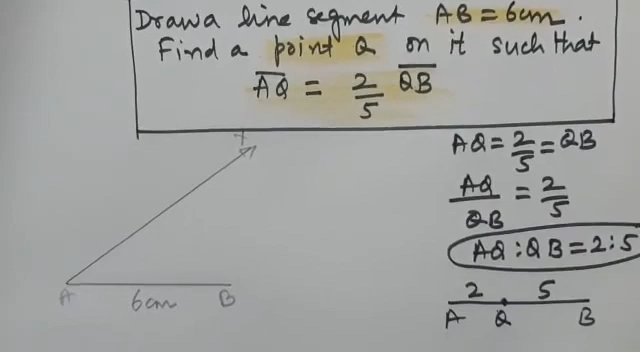 Draw a line segment AB = 6cm.
Find a point Q on it such that
AQ = 2/5 QB
AQ = 2/5 = QB
AQ/QB = 2/5
AQ : QB = 2:5
2 5
A Q B
A 6cm B